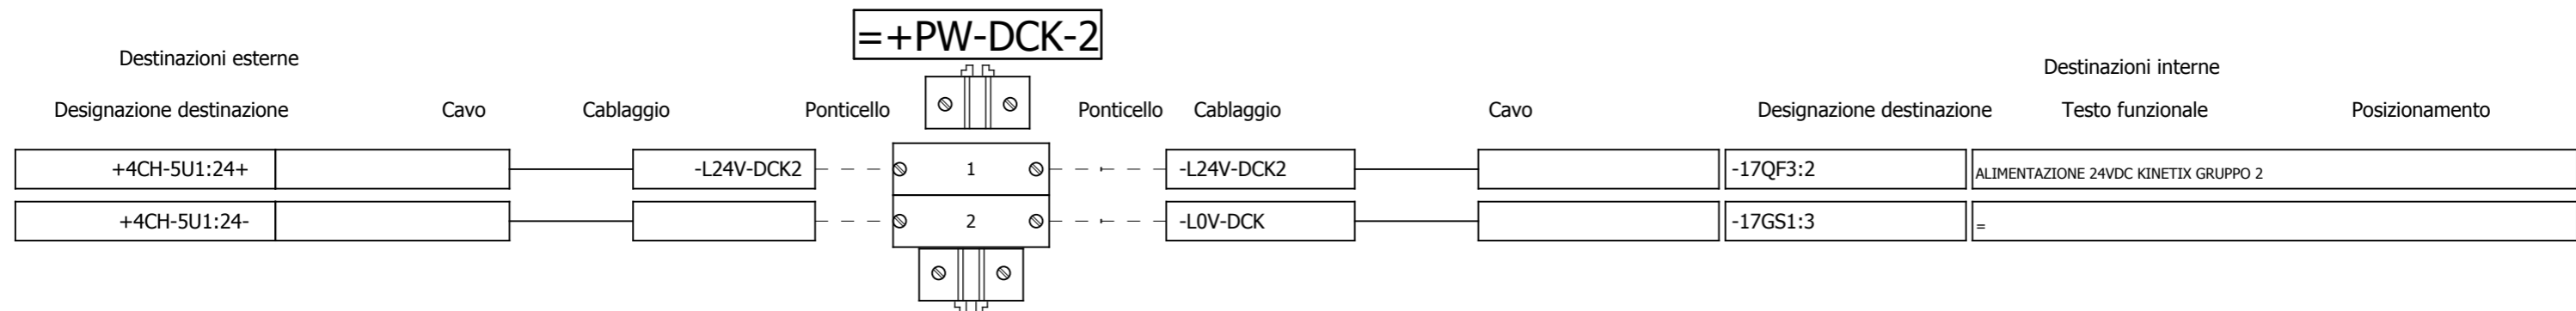 =+PW-DCK-2
Destinazioni esterne
Destinazioni interne
Designazione destinazione Cavo Cablaggio Ponticello Ponticello Cablaggio Cavo Designazione destinazione Testo funzionale Posizionamento
+4CH-5U1:24+ -L24V-DCK2 1 -L24V-DCK2 -17QF3:2 ALIMENTAZIONE 24VDC KINETIX GRUPPO 2
+4CH-5U1:24- 2 -L0V-DCK -17GS1:3 =